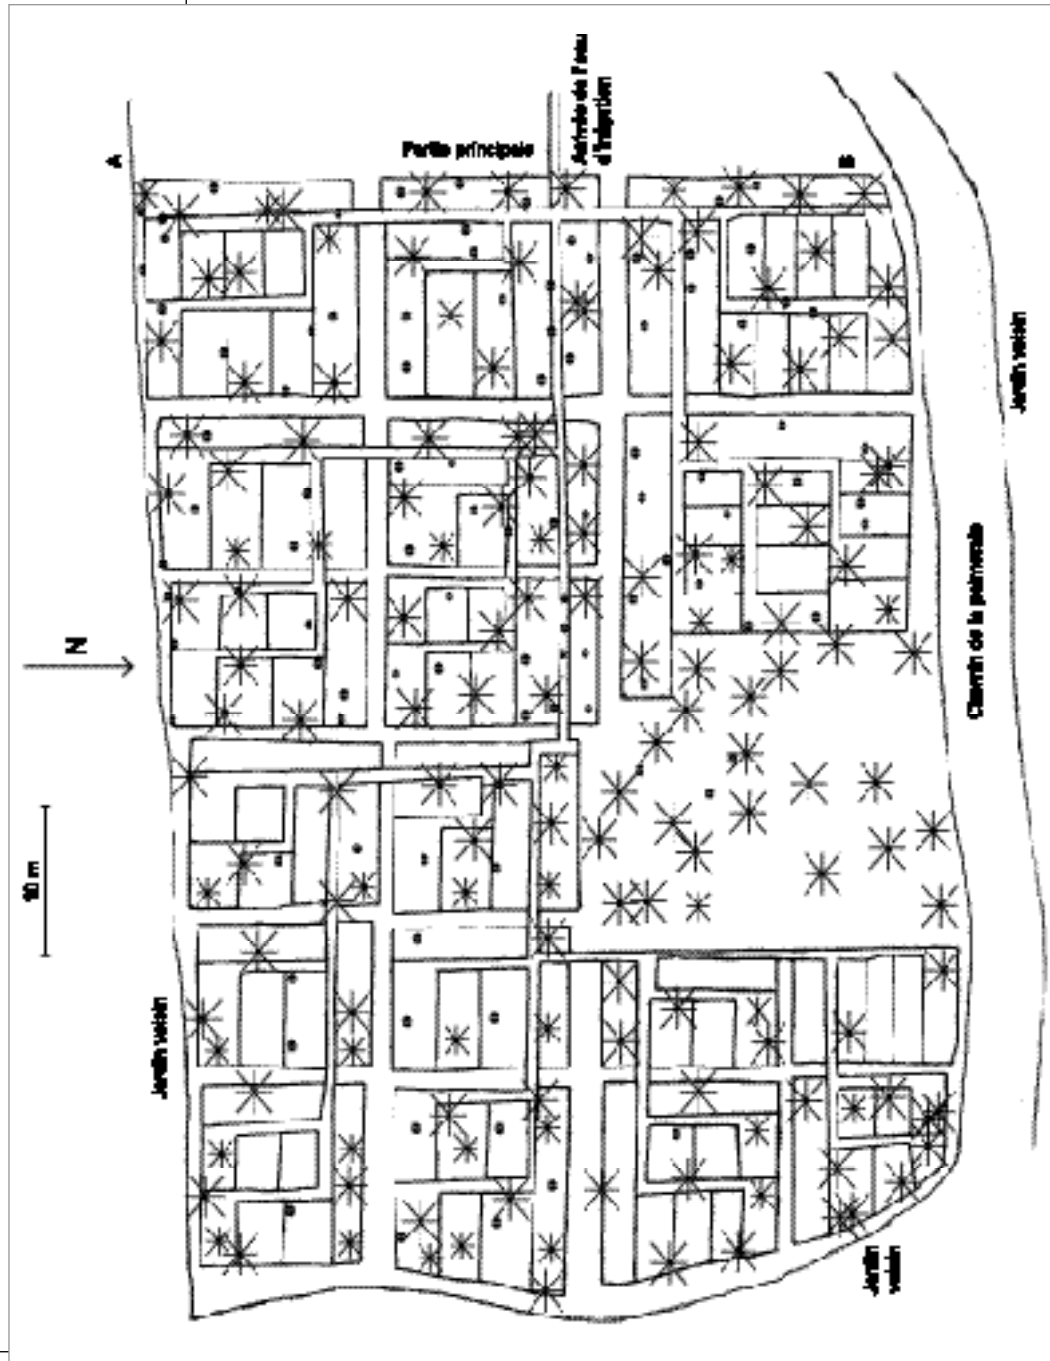 A
Partie principale
Arrivée de l'eau
d'irrigation
B
Jardin voisin
N
Chemin de la palmeraie
10 m
Jardin voisin
Jardin
voisin